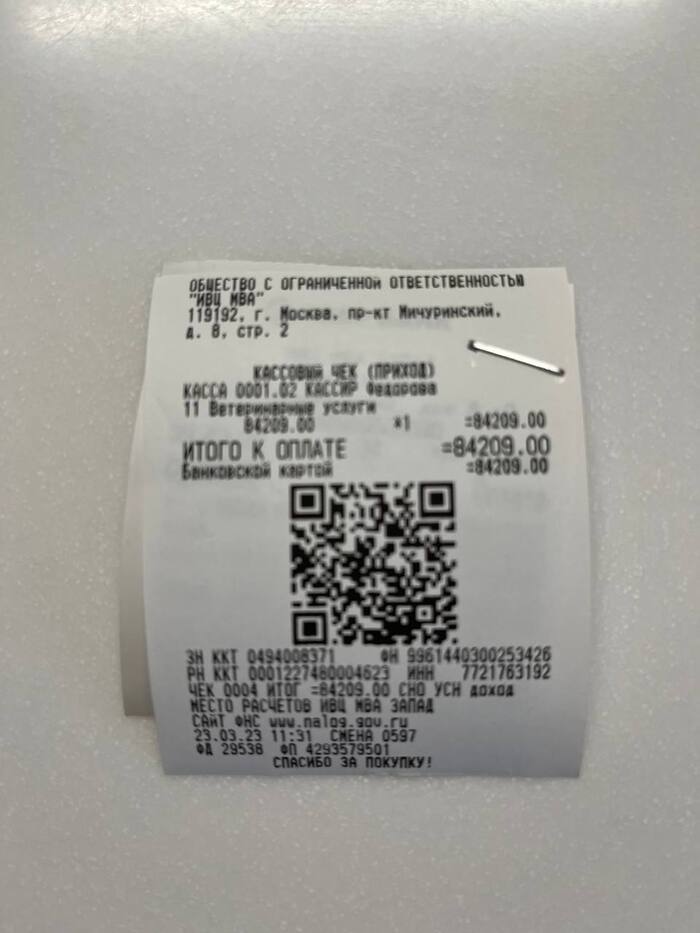 ОБЩЕСТВО С ОГРАНИЧЕННОЙ ОТВЕТСТВЕННОСТЬЮ
"ИВЦ МВА"
119192, г. Москва, пр-кт Мичуринский,
д. 8, стр. 2
КАССОВЫЙ ЧЕК (ПРИХОД)
КАССА 0001.02 КАССИР Федорова
11 Ветеринарные услуги
84209.00 *1 =84209.00
ИТОГО К ОПЛАТЕ =84209.00
Банковской картой =84209.00
ЗН ККТ 0494008371 ФН 9961440300253426
РН ККТ 0001227480004623 ИНН 7721763192
ЧЕК 0004 ИТОГ =84209.00 СНО УСН доход
МЕСТО РАСЧЕТОВ ИВЦ МВА ЗАПАД
САЙТ ФНС www.nalog.gov.ru
23.03.23 11:31 СМЕНА 0597
ФД 29538 ФП 4293579501
СПАСИБО ЗА ПОКУПКУ!